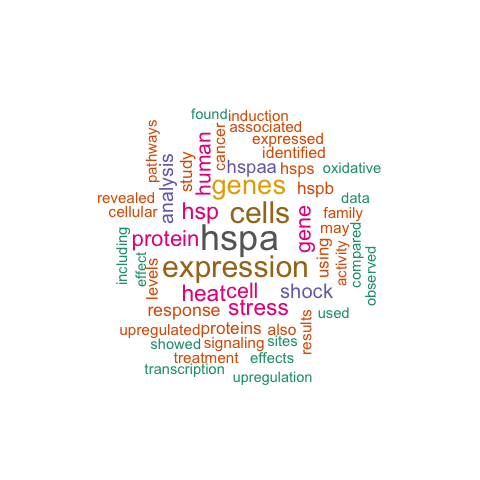 found
induction
associated
expressed
identified
pathways
study
cancer
human
analysis
hspaa
hsps
oxidative
genes
hspb
revealed
cellular
hsp
cells
gene
data
family
may
protein
hspa
using
activity
compared
observed
including
effect
levels
expression
heat
cell
shock
stress
response
used
upregulated
proteins
also
results
showed
signaling
sites
treatment
effects
transcription
upregulation